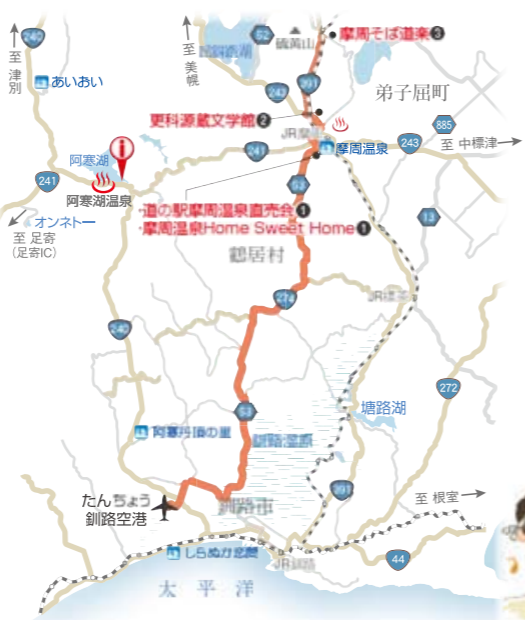 240
至津別
あいおい
至美幌
52
硫黄山
摩周そば道楽❸
391
243
弟子屈町
更科源蔵文学館❷
885
至 中標津
243
摩周温泉
241
阿寒湖
241
阿寒湖温泉
オンネトー
至 足寄
(足寄IC)
53
・道の駅摩周温泉直売会❶
・摩周温泉Home Sweet Home❶
13
鶴居村
274
240
272
53
塘路湖
阿寒丹頂の里
釧路湿原
たんちょう
釧路空港
釧路市
391
至 根室
しらぬか恋問
JR釧路
44
太平洋